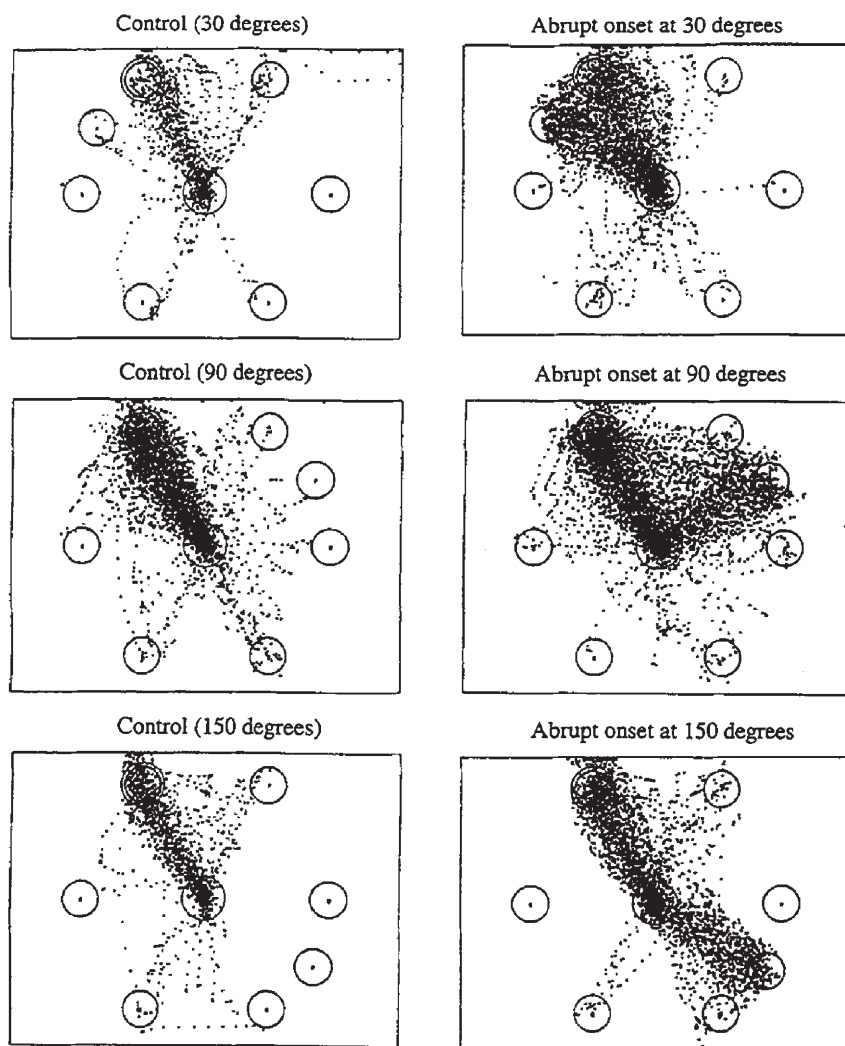 Control (30 degrees)
Abrupt onset at 30 degrees
Control (90 degrees)
Abrupt onset at 90 degrees
Control (150 degrees)
Abrupt onset at 150 degrees